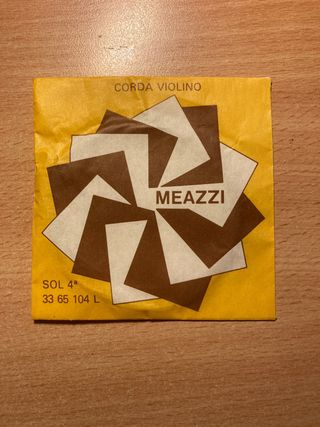 CORDA VIOLINO
MEAZZI
SOL 4ª
33 65 104 L